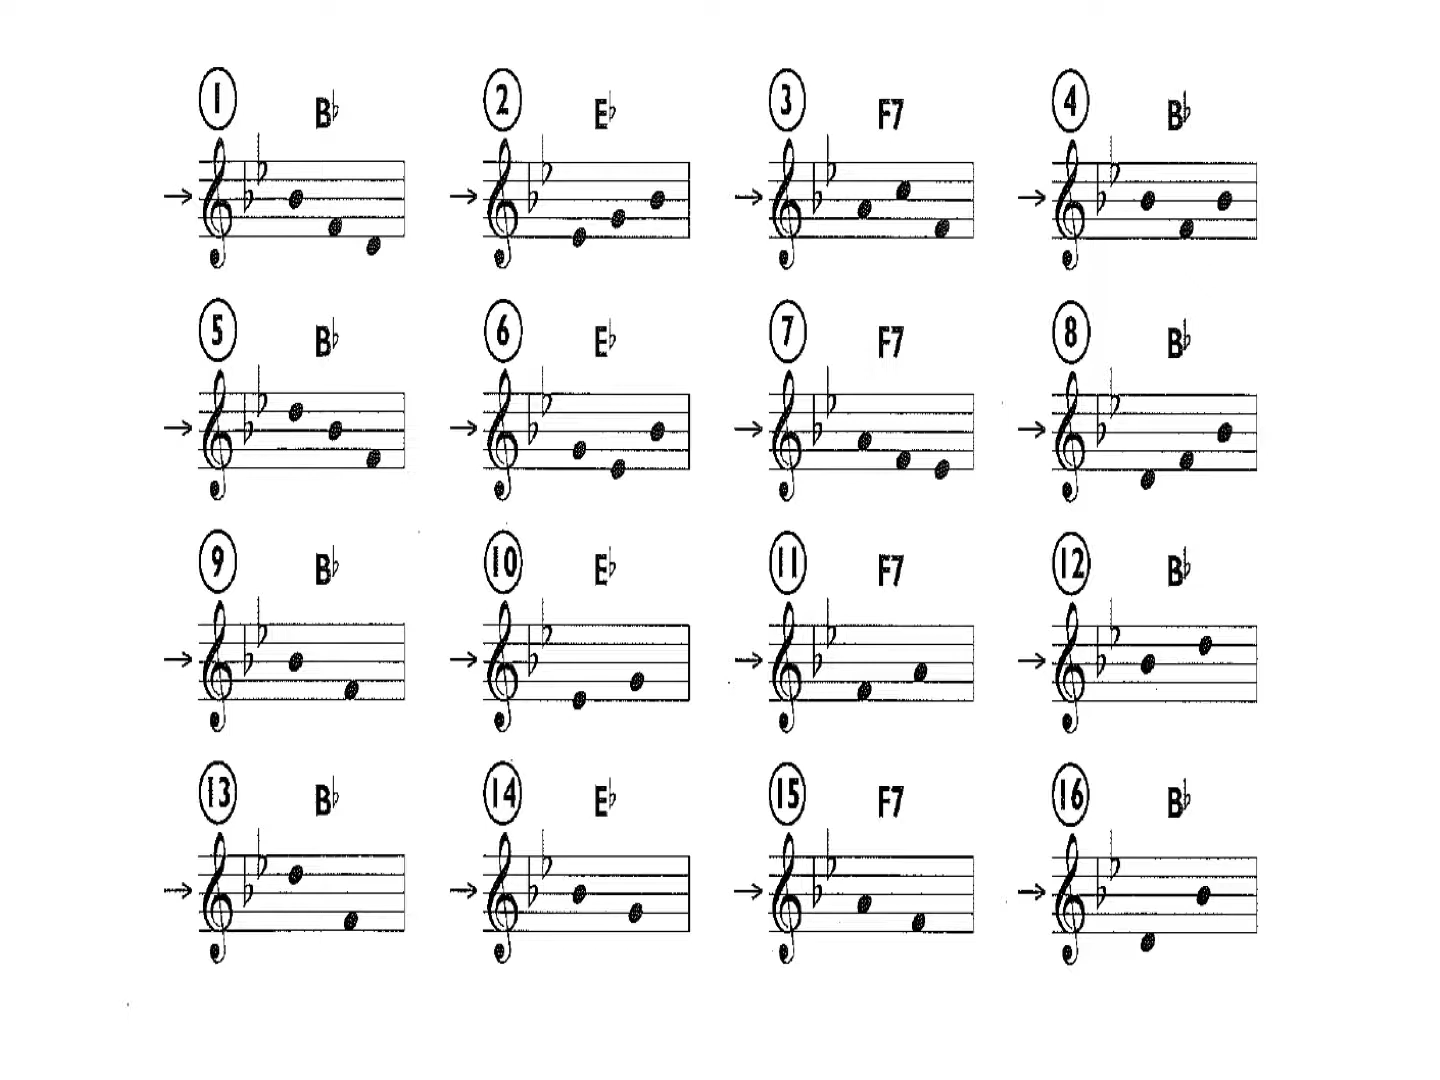 1 2 3 4
B♭ E♭ F7 B♭
5 6 7 8
B♭ E♭ F7 B♭
9 10 11 12
B♭ E♭ F7 B♭
13 14 15 16
B♭ E♭ F7 B♭